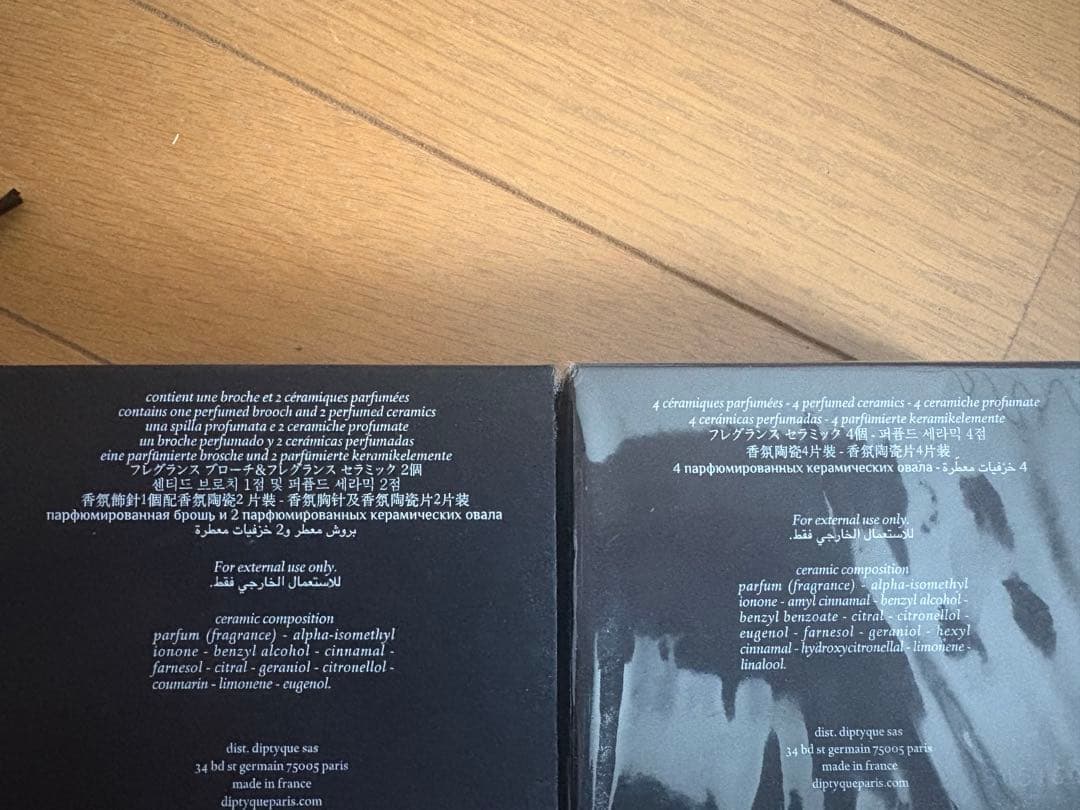 contient une broche et 2 céramiques parfumées
contains one perfumed brooch and 2 perfumed ceramics
una spilla profumata e 2 ceramiche profumate
un broche perfumado y 2 cerámicas perfumadas
eine parfümierte brosche und 2 parfümierte keramikelemente
フレグランス ブローチ&フレグランス セラミック 2個
센티드 브로치 1점 및 퍼퓸드 세라믹 2점
香氛飾針1個配香氛陶瓷2 片裝 - 香氛胸针及香氛陶瓷片2片装
парфюмированная брошь и 2 парфюмированных керамических овала
بروش معطّر و2 خزفيات معطرة
For external use only.
للاستعمال الخارجي فقط.
ceramic composition
parfum (fragrance) - alpha-isomethyl
ionone - benzyl alcohol - cinnamal -
farnesol - citral - geraniol - citronellol -
coumarin - limonene - eugenol.
dist. diptyque sas
34 bd st germain 75005 paris
made in france
diptyqueparis.com
4 céramiques parfumées - 4 perfumed ceramics - 4 ceramiche profumate
4 cerámicas perfumadas - 4 parfümierte keramikelemente
フレグランス セラミック 4個 - 퍼퓸드 세라믹 4점
香氛陶瓷4片裝 - 香氛陶瓷片4片装
4 парфюмированных керамических овала - 4 خزفيات معطّرة
For external use only.
للاستعمال الخارجي فقط.
ceramic composition
parfum (fragrance) - alpha-isomethyl
ionone - amyl cinnamal - benzyl alcohol -
benzyl benzoate - citral - citronellol -
eugenol - farnesol - geraniol - hexyl
cinnamal - hydroxycitronellal - limonene -
linalool.
dist. diptyque sas
34 bd st germain 75005 paris
made in france
diptyqueparis.com